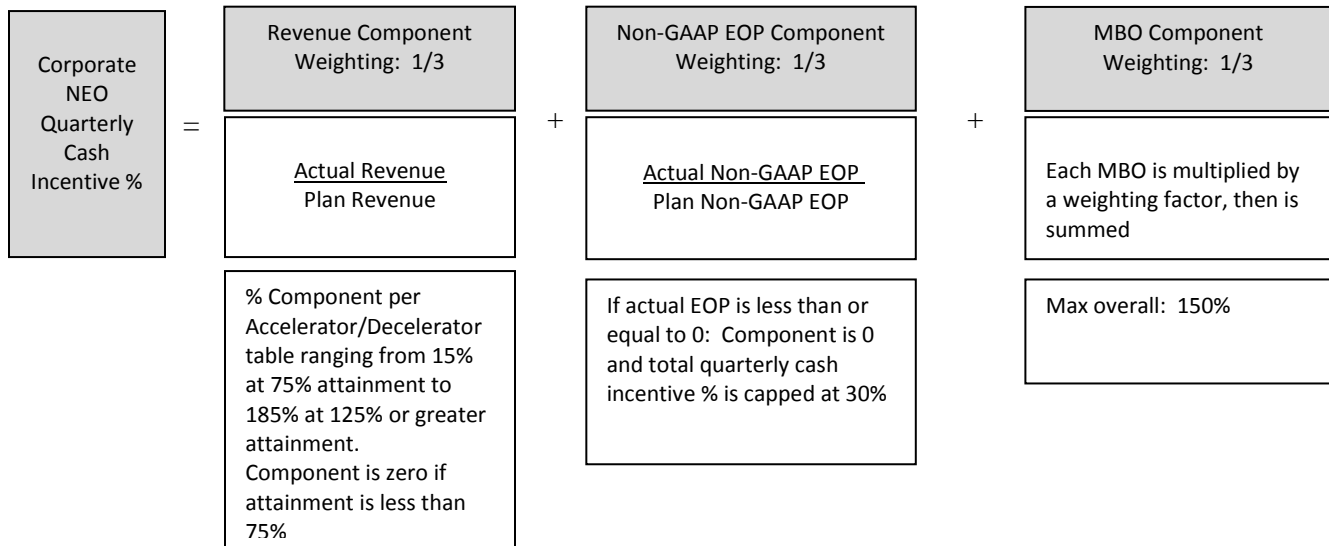 Corporate
NEO
Quarterly
Cash
Incentive %
=
Revenue Component
Weighting: 1/3
Actual Revenue
Plan Revenue
% Component per
Accelerator/Decelerator
table ranging from 15%
at 75% attainment to
185% at 125% or greater
attainment.
Component is zero if
attainment is less than
75%
+
Non-GAAP EOP Component
Weighting: 1/3
Actual Non-GAAP EOP
Plan Non-GAAP EOP
If actual EOP is less than or
equal to 0: Component is 0
and total quarterly cash
incentive % is capped at 30%
+
MBO Component
Weighting: 1/3
Each MBO is multiplied by
a weighting factor, then is
summed
Max overall: 150%